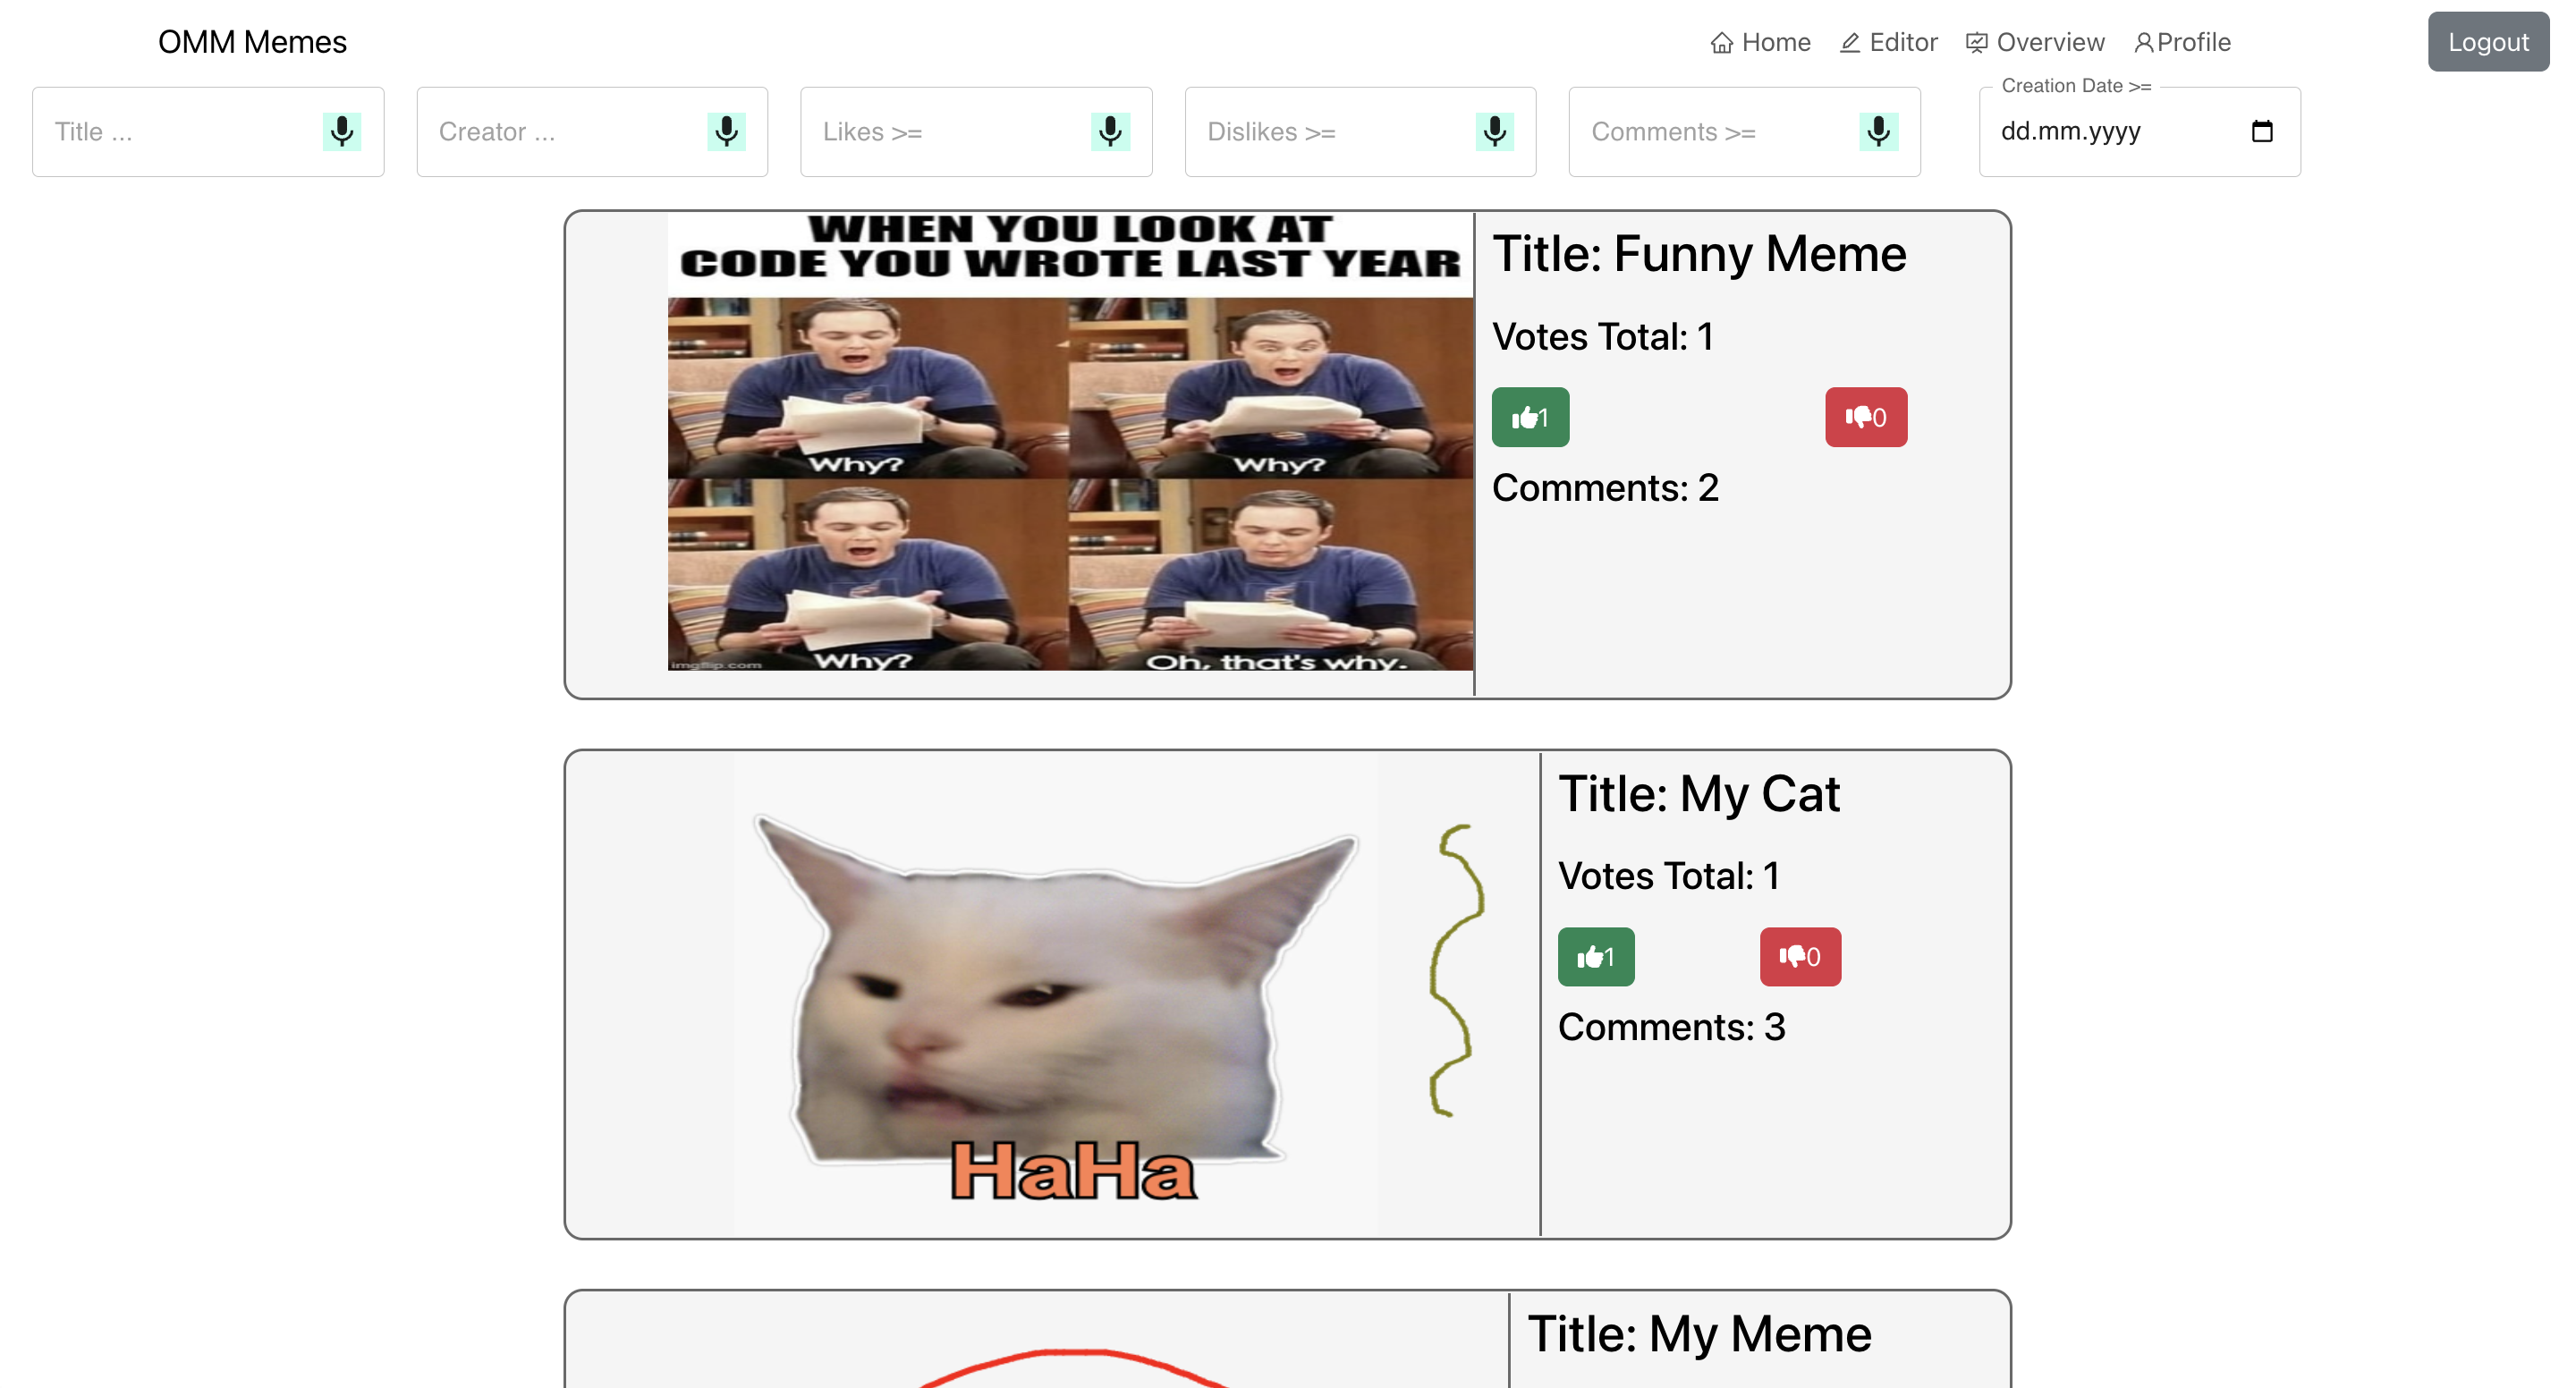 OMM Memes
Home
Editor
Overview
Profile
Logout
Title ...
Creator ...
Likes >=
Dislikes >=
Comments >=
Creation Date >=
dd.mm.yyyy
WHEN YOU LOOK AT
CODE YOU WROTE LAST YEAR
Why?
Why?
Why?
Oh, that's why.
imgflip.com
Title: Funny Meme
Votes Total: 1
1
0
Comments: 2
HaHa
Title: My Cat
Votes Total: 1
1
0
Comments: 3
Title: My Meme